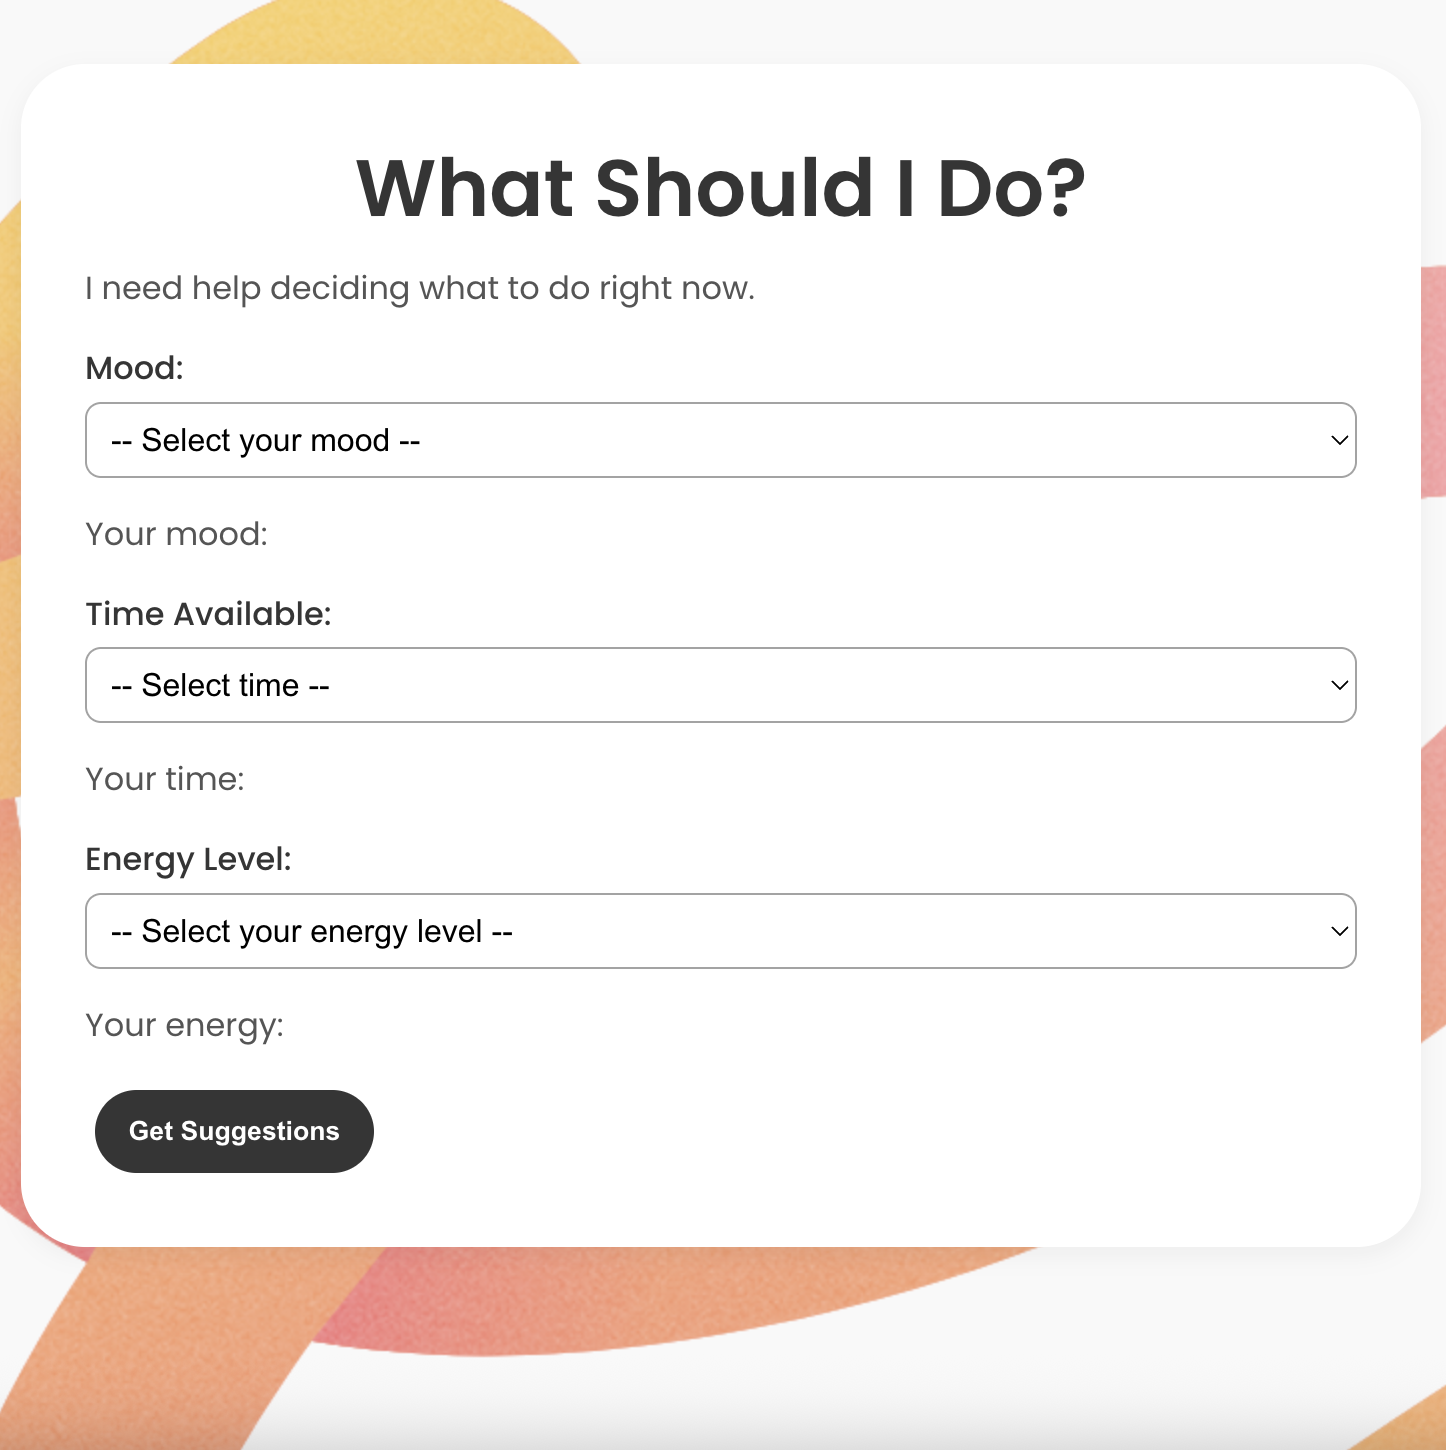 What Should I Do?
I need help deciding what to do right now.
Mood:
-- Select your mood --
Your mood:
Time Available:
-- Select time --
Your time:
Energy Level:
-- Select your energy level --
Your energy:
Get Suggestions